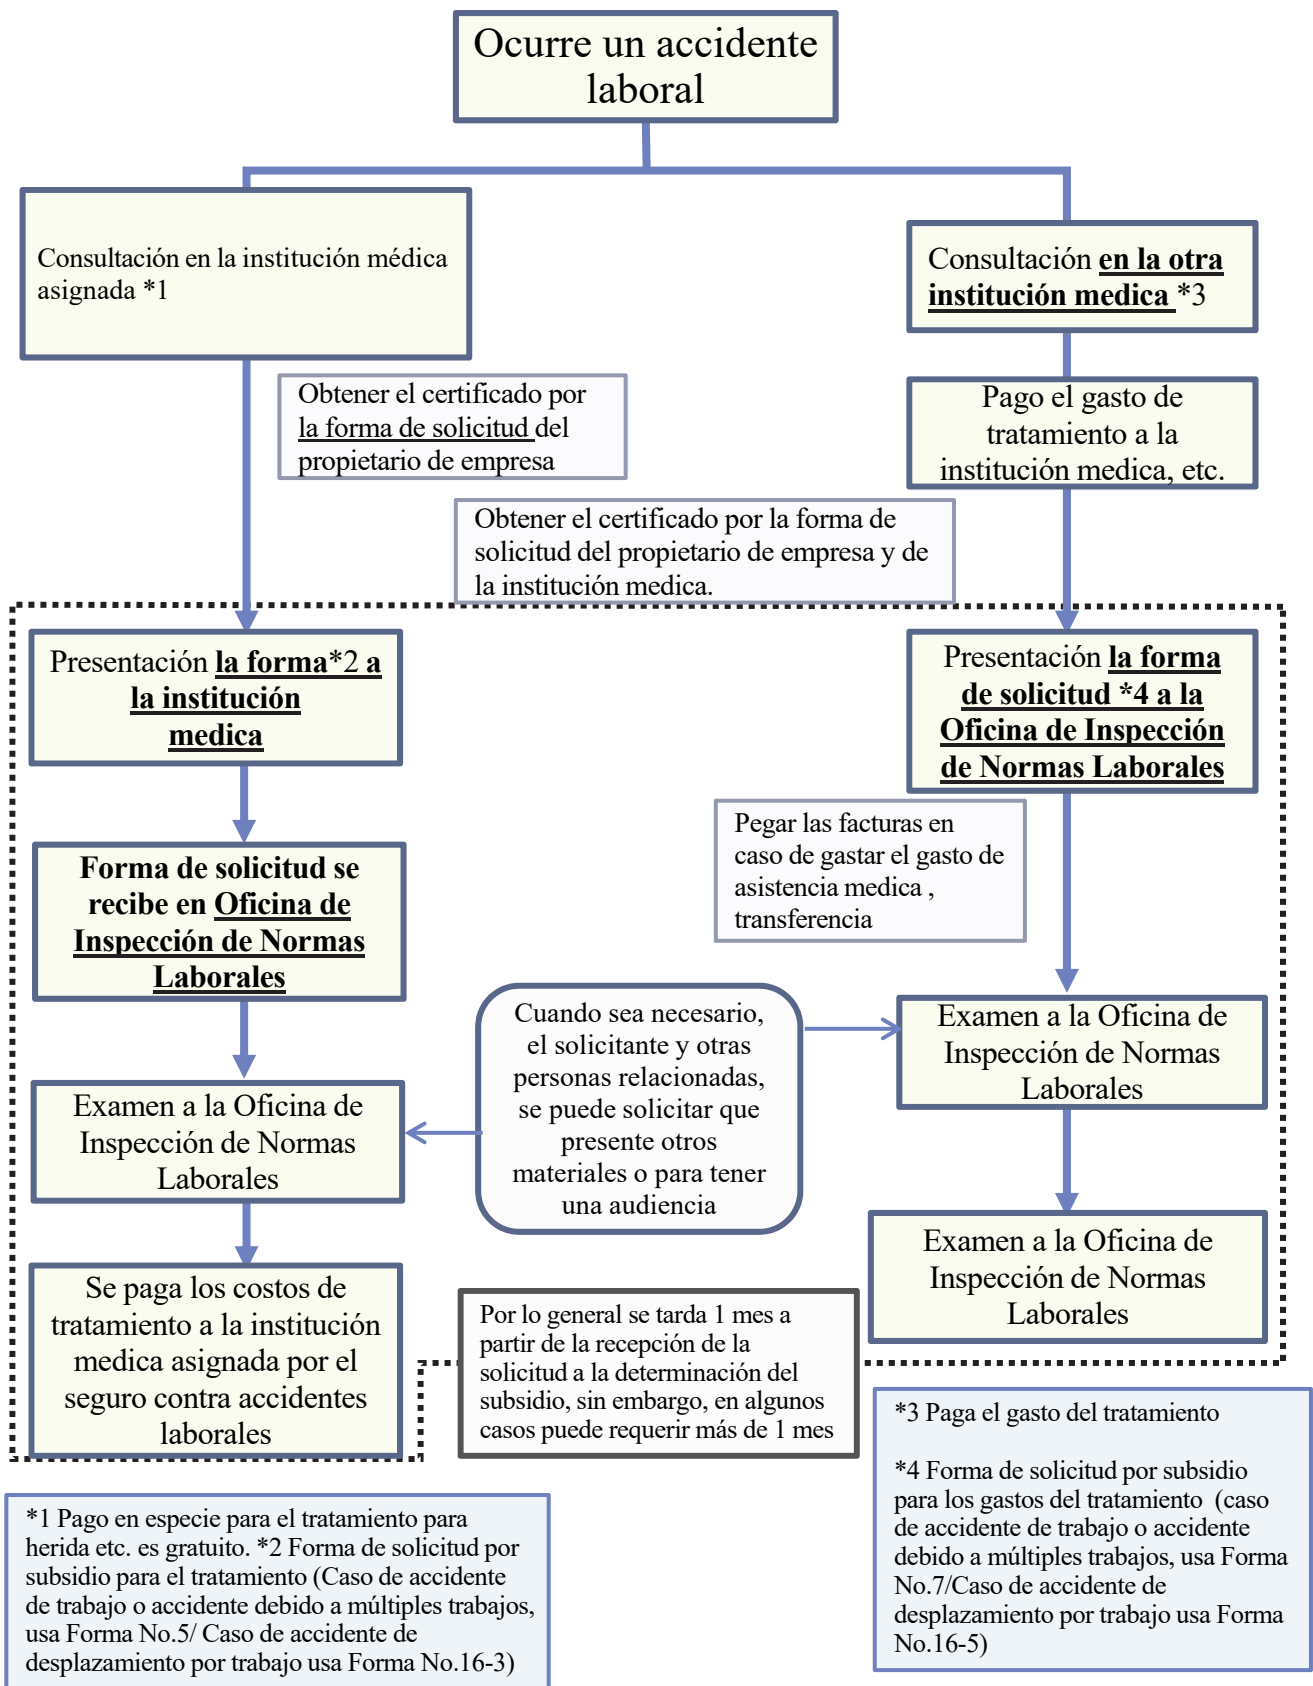 Ocurre un accidente
laboral
Consultación en la institución médica
asignada *1
Consultación en la otra
institución medica *3
Obtener el certificado por
la forma de solicitud del
propietario de empresa
Pago el gasto de
tratamiento a la
institución medica, etc.
Obtener el certificado por la forma de
solicitud del propietario de empresa y de
la institución medica.
Presentación la forma*2 a
la institución
medica
Presentación la forma
de solicitud *4 a la
Oficina de Inspección
de Normas Laborales
Pegar las facturas en
caso de gastar el gasto de
asistencia medica ,
transferencia
Forma de solicitud se
recibe en Oficina de
Inspección de Normas
Laborales
Cuando sea necesario,
el solicitante y otras
personas relacionadas,
se puede solicitar que
presente otros
materiales o para tener
una audiencia
Examen a la Oficina de
Inspección de Normas
Laborales
Examen a la Oficina de
Inspección de Normas
Laborales
Examen a la Oficina de
Inspección de Normas
Laborales
Se paga los costos de
tratamiento a la institución
medica asignada por el
seguro contra accidentes
laborales
Por lo general se tarda 1 mes a
partir de la recepción de la
solicitud a la determinación del
subsidio, sin embargo, en algunos
casos puede requerir más de 1 mes
*3 Paga el gasto del tratamiento
*4 Forma de solicitud por subsidio
para los gastos del tratamiento (caso
de accidente de trabajo o accidente
debido a múltiples trabajos, usa Forma
No.7/Caso de accidente de
desplazamiento por trabajo usa Forma
No.16-5)
*1 Pago en especie para el tratamiento para
herida etc. es gratuito. *2 Forma de solicitud por
subsidio para el tratamiento (Caso de accidente
de trabajo o accidente debido a múltiples trabajos,
usa Forma No.5/ Caso de accidente de
desplazamiento por trabajo usa Forma No.16-3)